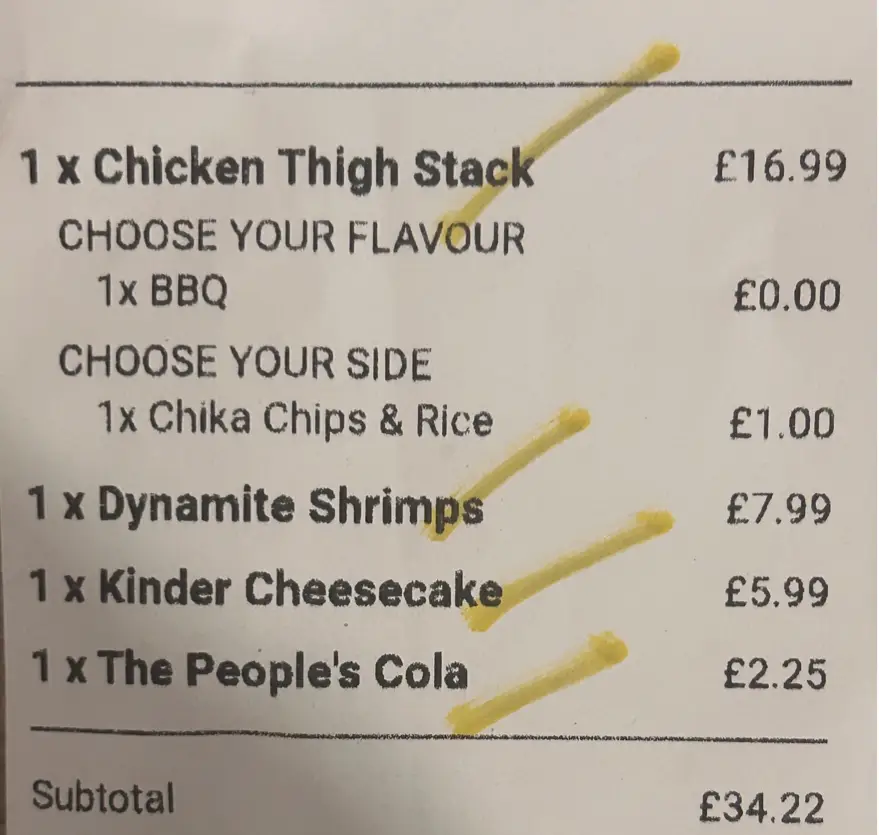 1 x Chicken Thigh Stack £16.99
CHOOSE YOUR FLAVOUR
1x BBQ £0.00
CHOOSE YOUR SIDE
1x Chika Chips & Rice £1.00
1 x Dynamite Shrimps £7.99
1 x Kinder Cheesecake £5.99
1 x The People's Cola £2.25
Subtotal £34.22